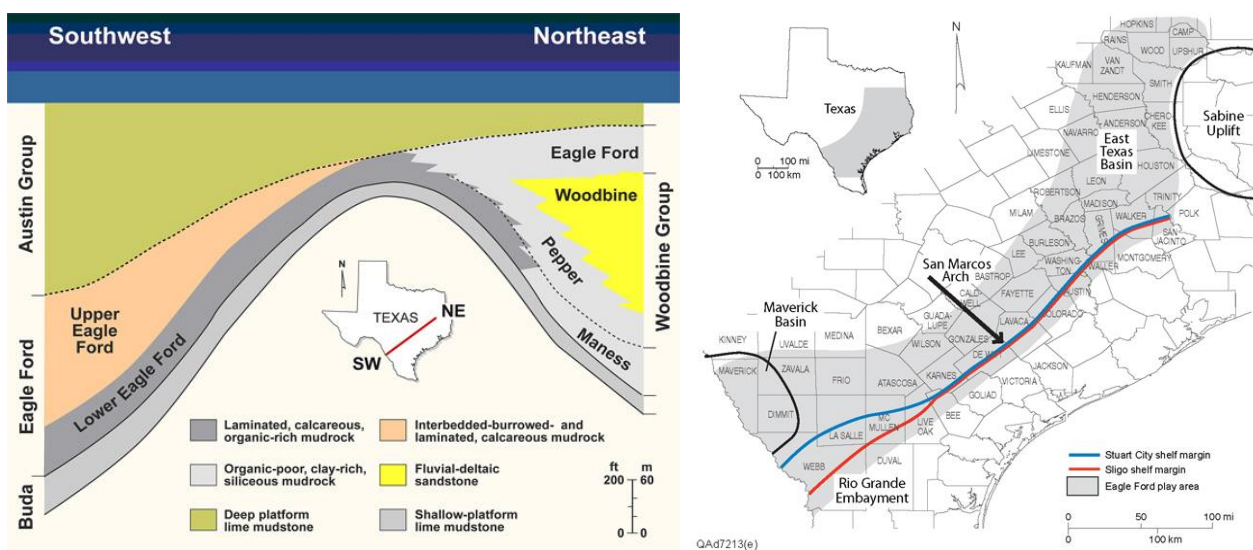 Southwest
Northeast
Austin Group
Eagle Ford
Buda
Upper
Eagle
Ford
Lower Eagle Ford
Eagle Ford
Woodbine
Pepper
Maness
Woodbine Group
N
TEXAS
NE
SW
Laminated, calcareous,
organic-rich mudrock
Interbedded-burrowed- and
laminated, calcareous mudrock
Organic-poor, clay-rich,
siliceous mudrock
Fluvial-deltaic
sandstone
Deep platform
lime mudstone
Shallow-platform
lime mudstone
ft m
200 60
0 0
Texas
0 100 mi
0 100 km
N
HOPKINS
CAMP
RAINS
WOOD
UPSHUR
KAUFMAN
VAN
ZANDT
SMITH
HENDERSON
ELLIS
Sabine
Uplift
ANDERSON
CHERO-
KEE
NAVARRO
East
Texas
Basin
LIMESTONE
HOUSTON
LEON
ROBERTSON
TRINITY
MADISON
MILAM
WALKER
POLK
BRAZOS
GRIMES
SAN
JACINTO
BURLESON
MONTGOMERY
LEE
WASHING-
TON
WALLER
San Marcos
Arch
BASTROP
AUSTIN
CALD-
WELL
FAYETTE
COLORADO
Maverick
Basin
GUADA-
LUPE
LAVACA
BEXAR
GONZALES
KINNEY
UVALDE
MEDINA
WILSON
DE WITT
JACKSON
MAVERICK
ZAVALA
FRIO
ATASCOSA
KARNES
VICTORIA
GOLIAD
DIMMIT
BEE
LA SALLE
MC
MULLEN
LIVE
OAK
WEBB
DUVAL
Rio Grande
Embayment
Stuart City shelf margin
Sligo shelf margin
Eagle Ford play area
0 50 100 mi
0 100 km
QAd7213(e)